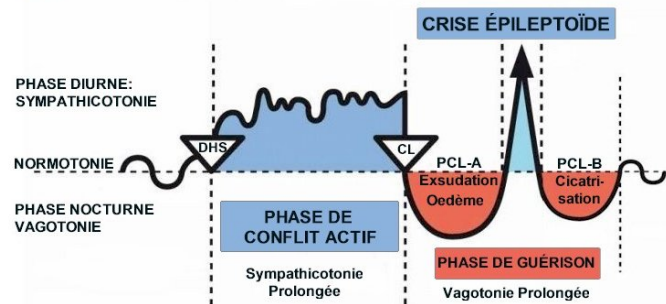 CRISE ÉPILEPTOÏDE
PHASE DIURNE:
SYMPATHICOTONIE
DHS
CL
NORMOTONIE
PCL-A
Exsudation
Oedème
PCL-B
Cicatri-
sation
PHASE NOCTURNE
VAGOTONIE
PHASE DE
CONFLIT ACTIF
PHASE DE GUÉRISON
Sympathicotonie
Prolongée
Vagotonie Prolongée